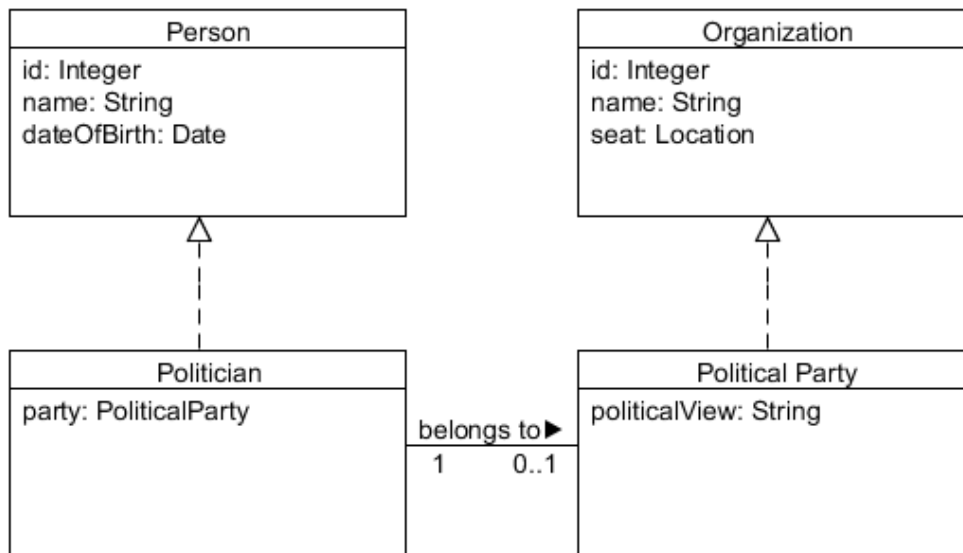 Person
id: Integer
name: String
dateOfBirth: Date
Organization
id: Integer
name: String
seat: Location
Politician
party: PoliticalParty
belongs to▶
1 0..1
Political Party
politicalView: String